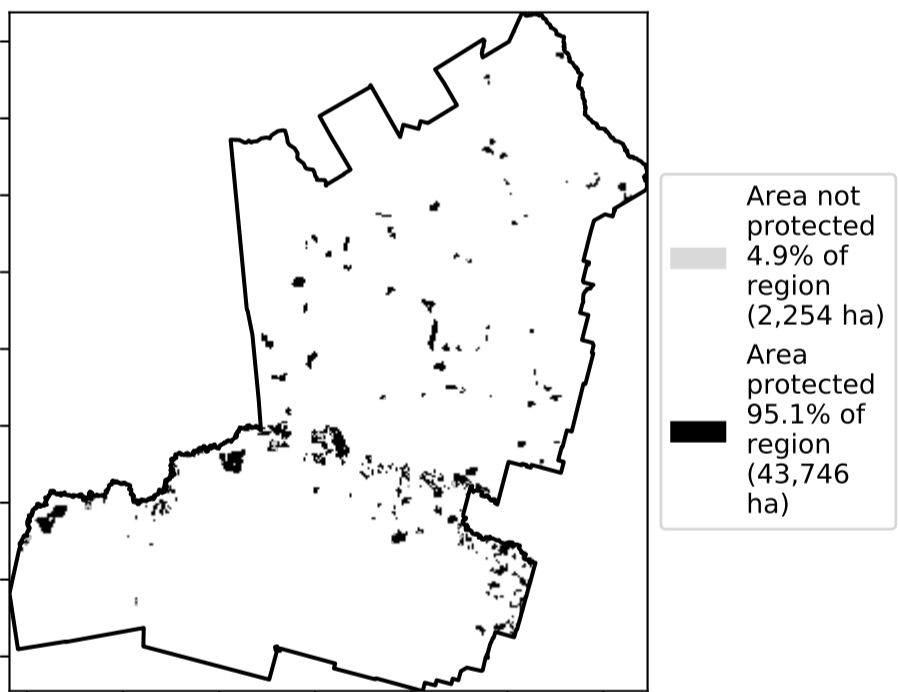 Area not
protected
4.9% of
region
(2,254 ha)
Area
protected
95.1% of
region
(43,746
ha)